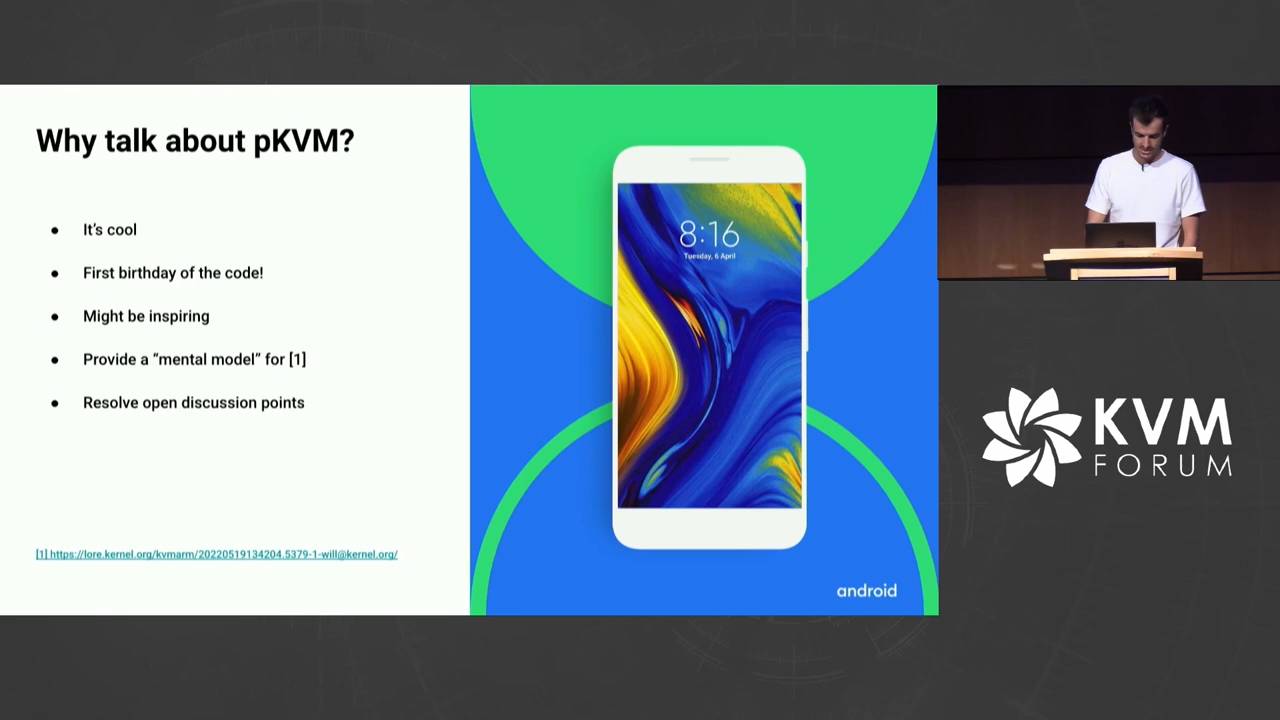 Why talk about pKVM?
● It's cool
● First birthday of the code!
● Might be inspiring
● Provide a “mental model” for [1]
● Resolve open discussion points
[1] https://lore.kernel.org/kvmarm/20220519134204.5379-1-will@kernel.org/
8:16
Tuesday, 6 April
android
KVM
FORUM